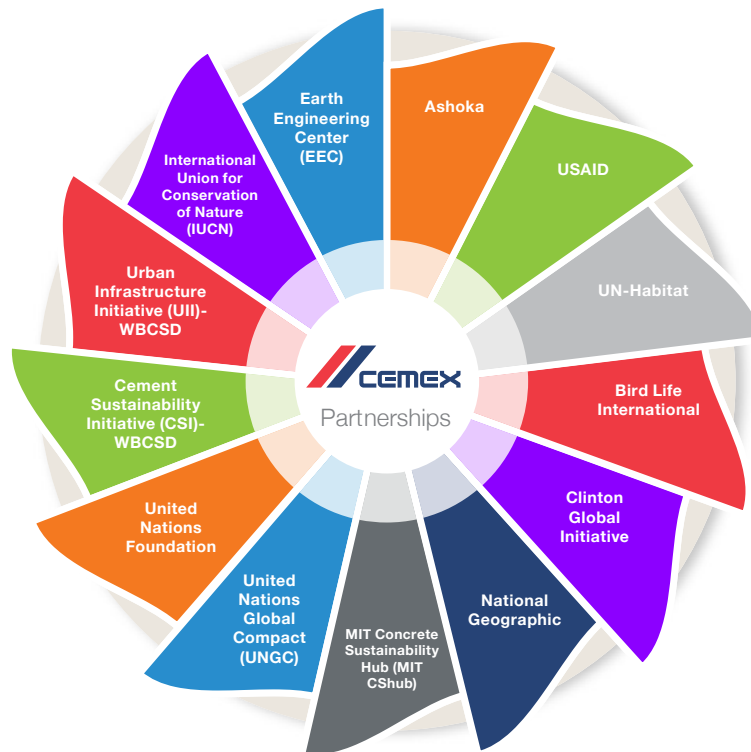 Earth
Engineering
Center
(EEC)
Ashoka
USAID
UN-Habitat
Bird Life
International
Clinton
Global
Initiative
National
Geographic
MIT Concrete
Sustainability
Hub (MIT
CShub)
United
Nations
Global
Compact
(UNGC)
United
Nations
Foundation
Cement
Sustainability
Initiative (CSI)-
WBCSD
Urban
Infrastructure
Initiative (UII)-
WBCSD
International
Union for
Conservation
of Nature
(IUCN)
CEMEX
Partnerships